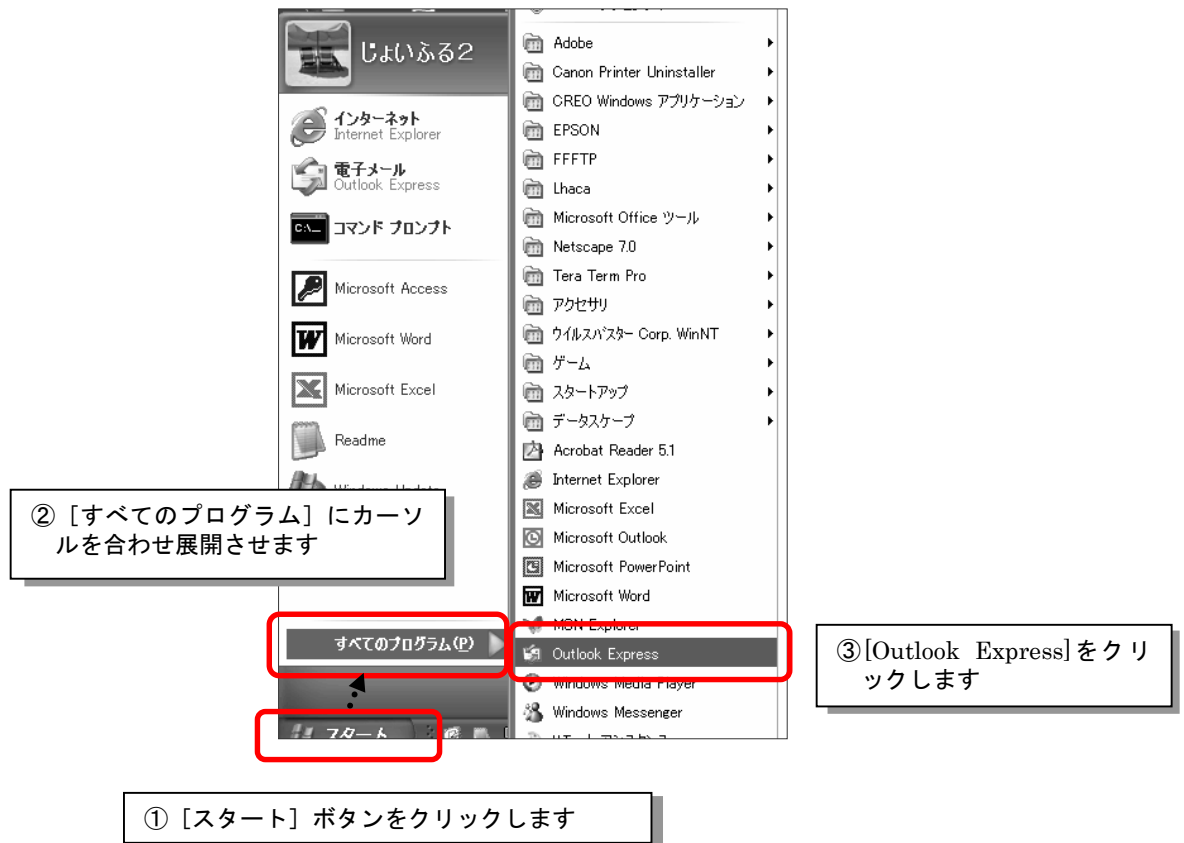 じょいふる2
インターネット
Internet Explorer
電子メール
Outlook Express
C:\_
コマンド プロンプト
Microsoft Access
Microsoft Word
Microsoft Excel
Readme
Windows Update
すべてのプログラム(P)
スタート
Adobe
Canon Printer Uninstaller
CREO Windows アプリケーション
EPSON
FFFTP
Lhaca
Microsoft Office ツール
Netscape 7.0
Tera Term Pro
アクセサリ
ウイルスバスター Corp. WinNT
ゲーム
スタートアップ
データスケープ
Acrobat Reader 5.1
Internet Explorer
Microsoft Excel
Microsoft Outlook
Microsoft PowerPoint
Microsoft Word
MSN Explorer
Outlook Express
Windows Media Player
Windows Messenger
② [すべてのプログラム] にカーソ
ルを合わせ展開させます
③[Outlook Express]をクリ
ックします
① [スタート] ボタンをクリックします